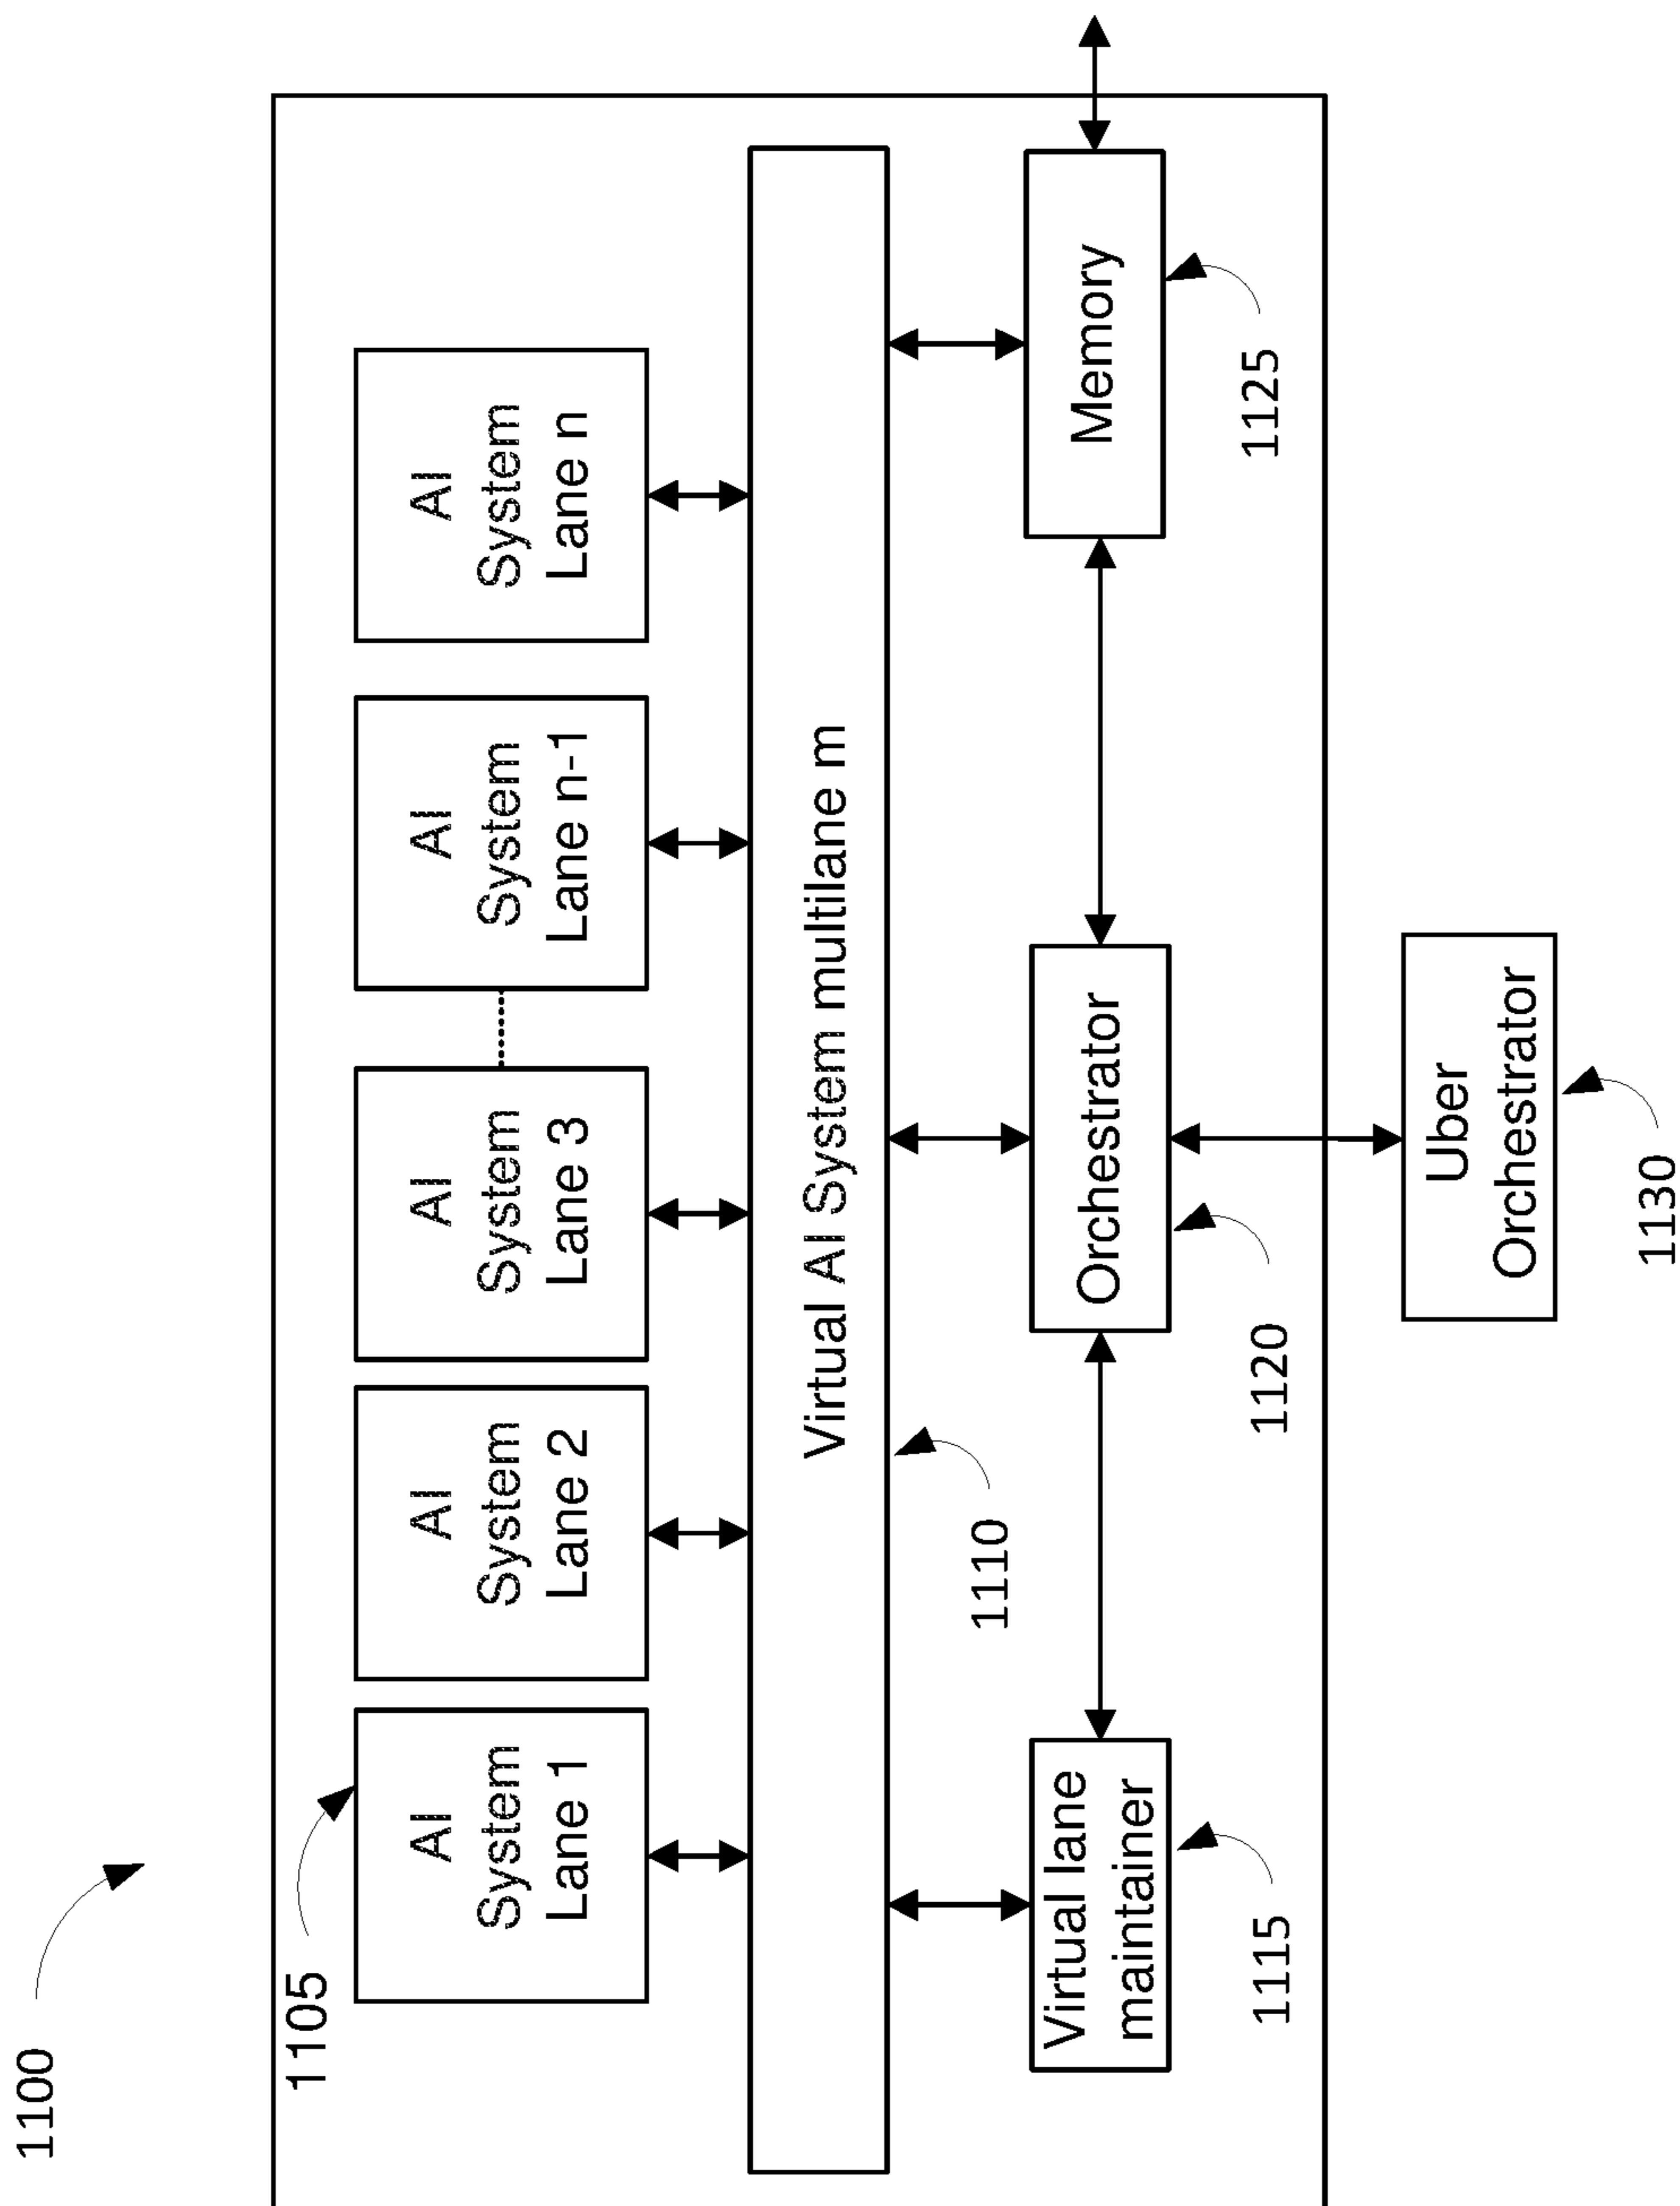 1100
1105
AI
System
Lane 1
AI
System
Lane 2
AI
System
Lane 3
AI
System
Lane n-1
AI
System
Lane n
Virtual AI System multilane m
1110
Virtual lane
maintainer
1115
Orchestrator
1120
Memory
1125
Uber
Orchestrator
1130